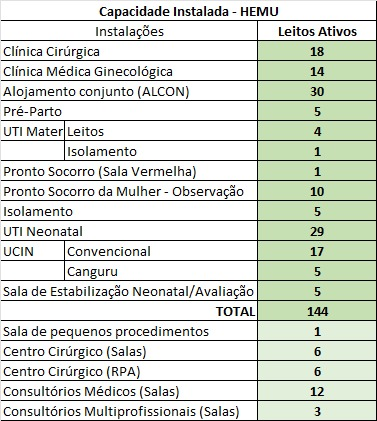 Capacidade Instalada - HEMU
Instalações Leitos Ativos
Clínica Cirúrgica 18
Clínica Médica Ginecológica 14
Alojamento conjunto (ALCON) 30
Pré-Parto 5
UTI Mater Leitos 4
Isolamento 1
Pronto Socorro (Sala Vermelha) 1
Pronto Socorro da Mulher - Observação 10
Isolamento 5
UTI Neonatal 29
UCIN Convencional 17
Canguru 5
Sala de Estabilização Neonatal/Avaliação 5
TOTAL 144
Sala de pequenos procedimentos 1
Centro Cirúrgico (Salas) 6
Centro Cirúrgico (RPA) 6
Consultórios Médicos (Salas) 12
Consultórios Multiprofissionais (Salas) 3